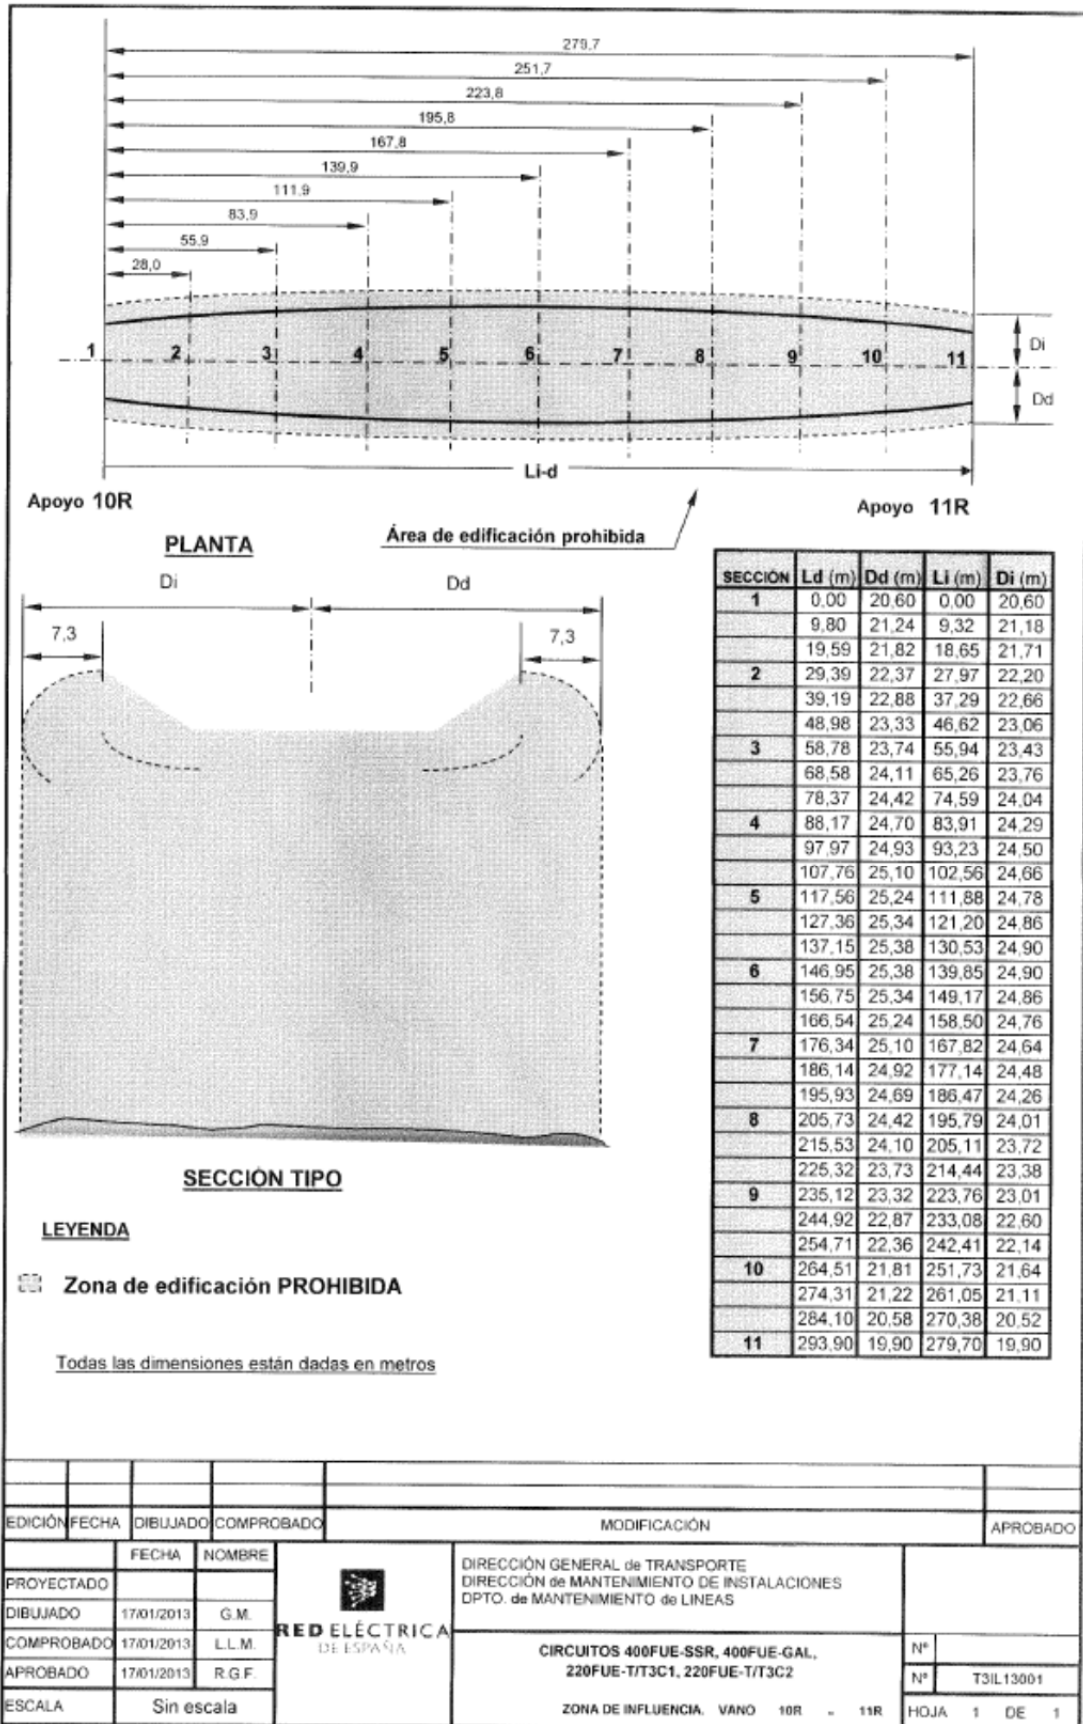 279,7
251,7
223,8
195,8
167,8
139,9
111,9
83,9
55,9
28,0
1 2 3 4 5 6 7 8 9 10 11
Di
Dd
Li-d
Apoyo 10R
Apoyo 11R
PLANTA
Área de edificación prohibida
Di Dd
7,3 7,3
SECCIÓN TIPO
LEYENDA
Zona de edificación PROHIBIDA
Todas las dimensiones están dadas en metros
SECCIÓN Ld (m) Dd (m) Li (m) Di (m)
1 0,00 20,60 0,00 20,60
9,80 21,24 9,32 21,18
19,59 21,82 18,65 21,71
2 29,39 22,37 27,97 22,20
39,19 22,88 37,29 22,66
48,98 23,33 46,62 23,06
3 58,78 23,74 55,94 23,43
68,58 24,11 65,26 23,76
78,37 24,42 74,59 24,04
4 88,17 24,70 83,91 24,29
97,97 24,93 93,23 24,50
107,76 25,10 102,56 24,66
5 117,56 25,24 111,88 24,78
127,36 25,34 121,20 24,86
137,15 25,38 130,53 24,90
6 146,95 25,38 139,85 24,90
156,75 25,34 149,17 24,86
166,54 25,24 158,50 24,76
7 176,34 25,10 167,82 24,64
186,14 24,92 177,14 24,48
195,93 24,69 186,47 24,26
8 205,73 24,42 195,79 24,01
215,53 24,10 205,11 23,72
225,32 23,73 214,44 23,38
9 235,12 23,32 223,76 23,01
244,92 22,87 233,08 22,60
254,71 22,36 242,41 22,14
10 264,51 21,81 251,73 21,64
274,31 21,22 261,05 21,11
284,10 20,58 270,38 20,52
11 293,90 19,90 279,70 19,90
EDICIÓN FECHA DIBUJADO COMPROBADO MODIFICACIÓN APROBADO
FECHA NOMBRE
PROYECTADO
DIBUJADO 17/01/2013 G.M.
COMPROBADO 17/01/2013 L.L.M.
APROBADO 17/01/2013 R.G.F.
ESCALA Sin escala
RED ELÉCTRICA
DE ESPAÑA
DIRECCIÓN GENERAL de TRANSPORTE
DIRECCIÓN de MANTENIMIENTO DE INSTALACIONES
DPTO. de MANTENIMIENTO de LINEAS
CIRCUITOS 400FUE-SSR, 400FUE-GAL,
220FUE-T/T3C1, 220FUE-T/T3C2
ZONA DE INFLUENCIA. VANO 10R - 11R
Nº
Nº T3IL13001
HOJA 1 DE 1